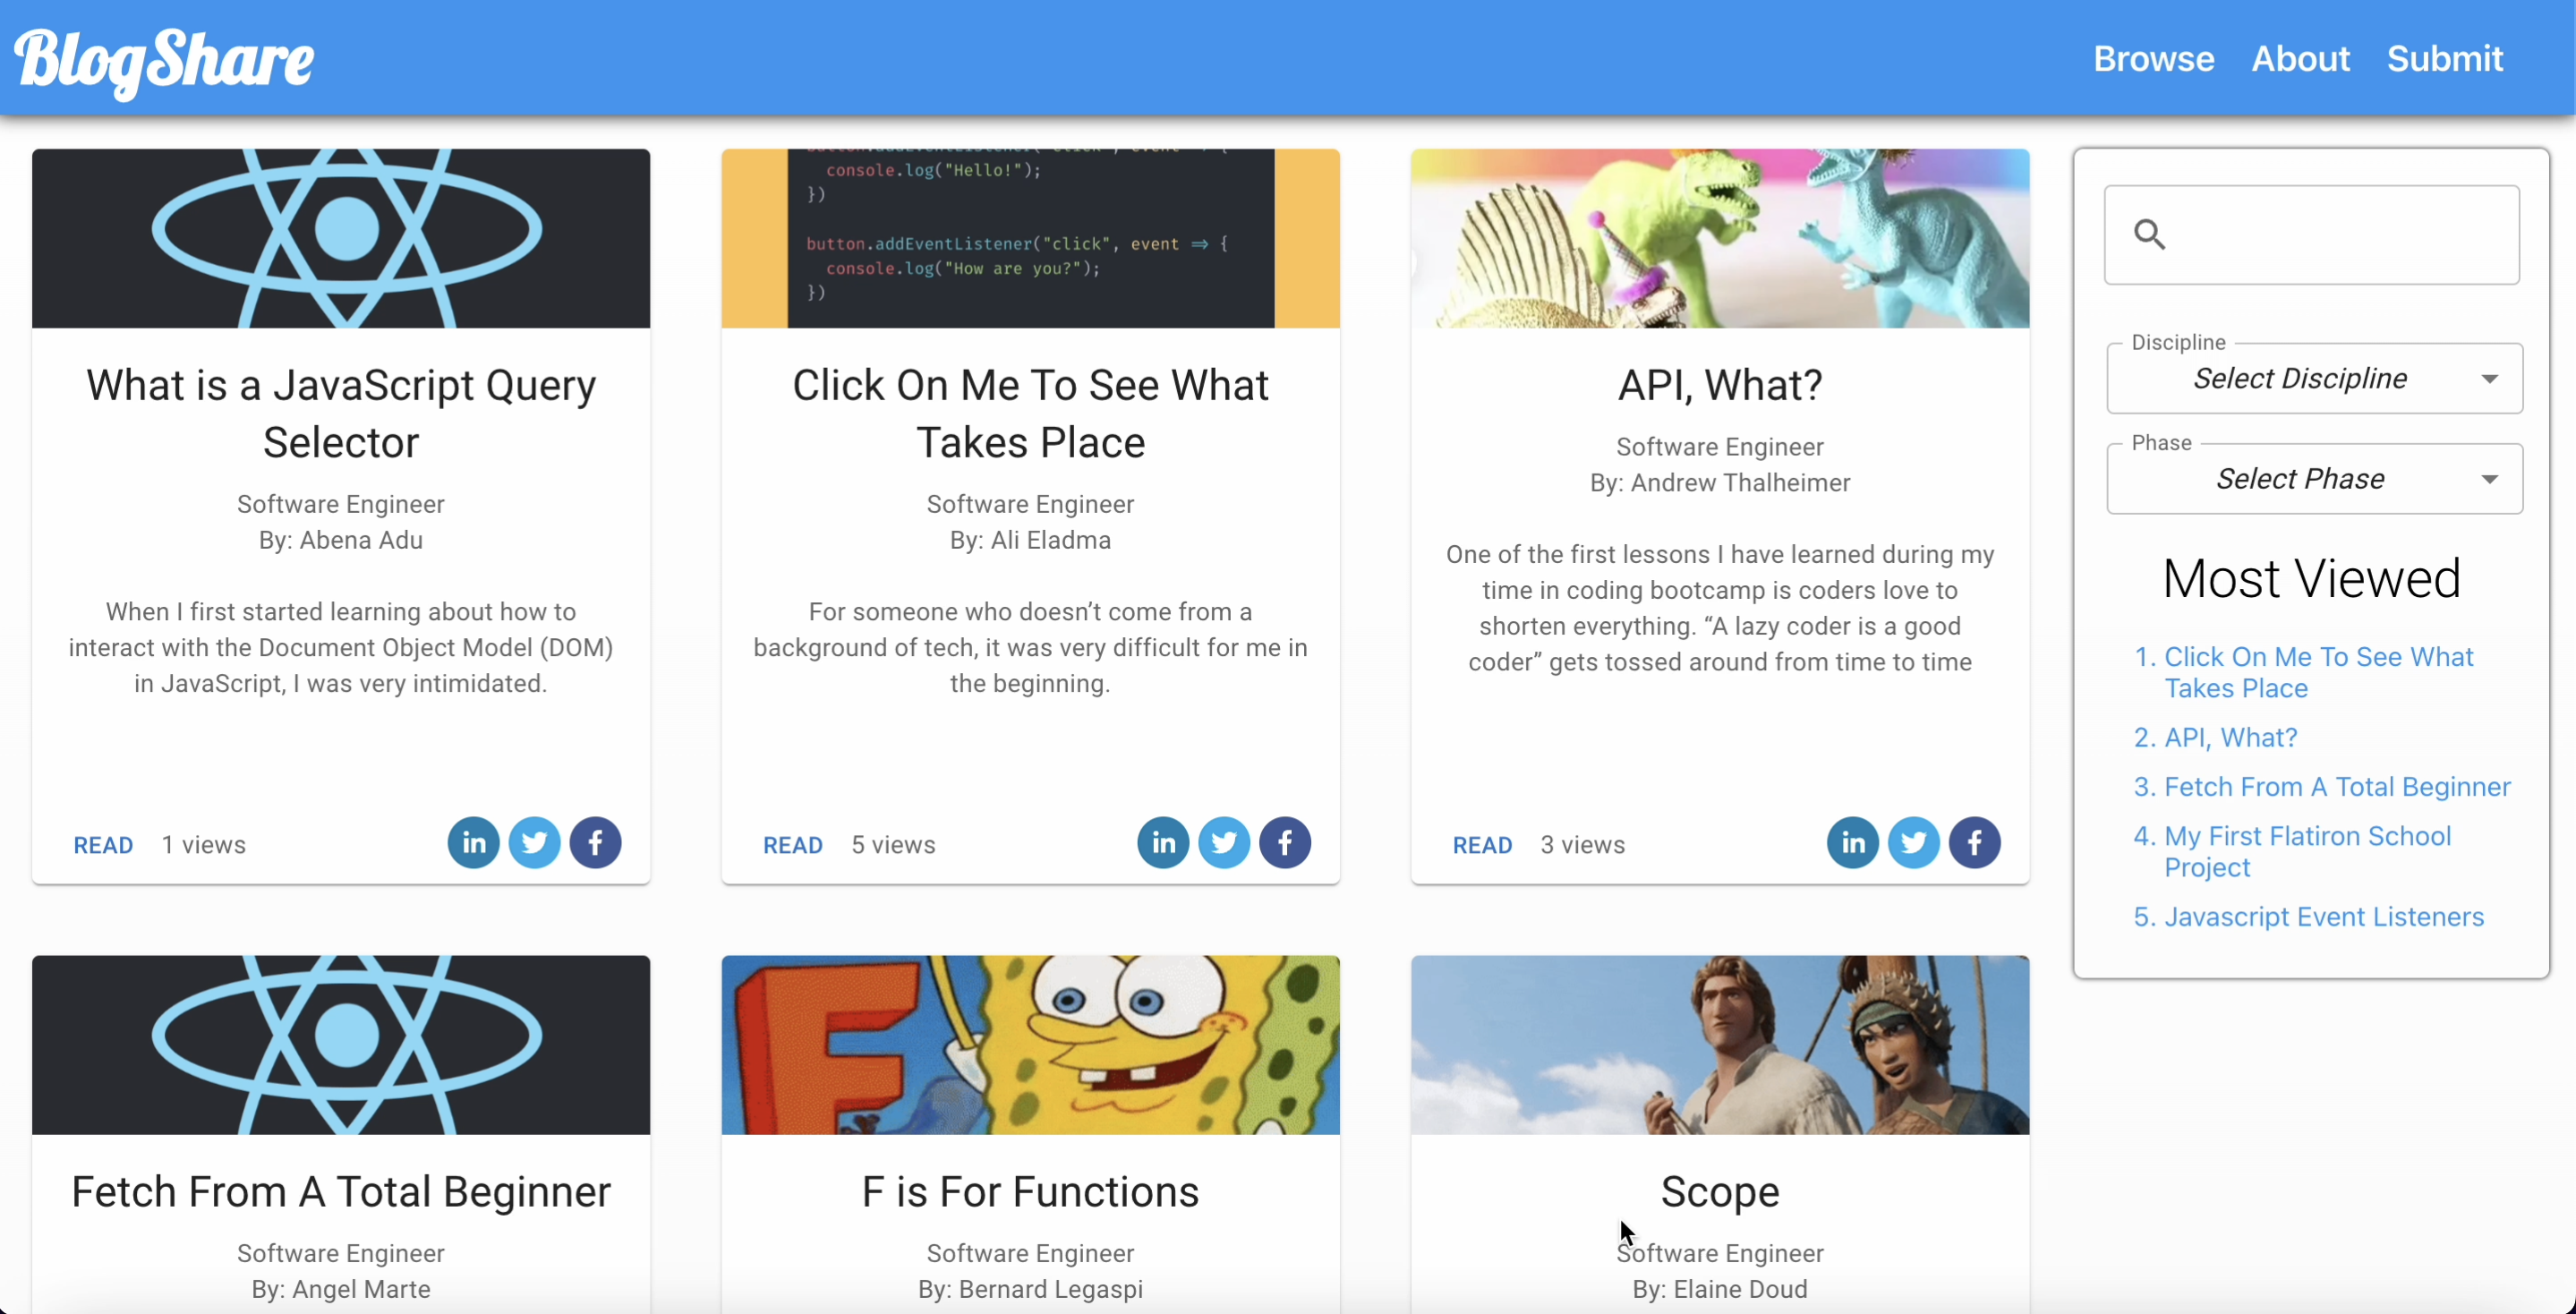 BlogShare
Browse About Submit
console.log("Hello!");
})
button.addEventListener("click", event => {
console.log("How are you?");
})
What is a JavaScript Query
Selector
Software Engineer
By: Abena Adu
When I first started learning about how to
interact with the Document Object Model (DOM)
in JavaScript, I was very intimidated.
READ 1 views
in
f
Click On Me To See What
Takes Place
Software Engineer
By: Ali Eladma
For someone who doesn’t come from a
background of tech, it was very difficult for me in
the beginning.
READ 5 views
in
f
API, What?
Software Engineer
By: Andrew Thalheimer
One of the first lessons I have learned during my
time in coding bootcamp is coders love to
shorten everything. “A lazy coder is a good
coder” gets tossed around from time to time
READ 3 views
in
f
Fetch From A Total Beginner
Software Engineer
By: Angel Marte
F
F is For Functions
Software Engineer
By: Bernard Legaspi
Scope
Software Engineer
By: Elaine Doud
Discipline
Select Discipline
Phase
Select Phase
Most Viewed
1. Click On Me To See What
Takes Place
2. API, What?
3. Fetch From A Total Beginner
4. My First Flatiron School
Project
5. Javascript Event Listeners